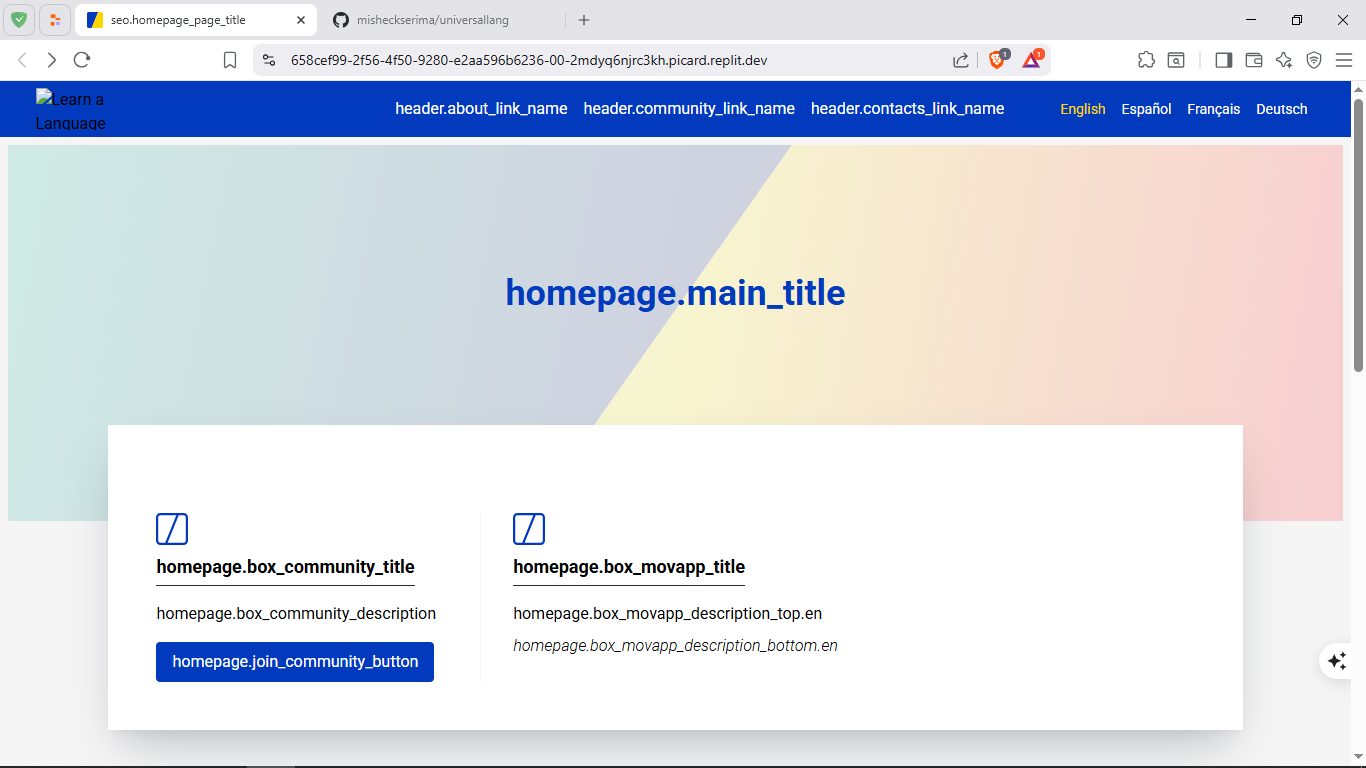 seo.homepage_page_title
misheckserima/universallang
658cef99-2f56-4f50-9280-e2aa596b6236-00-2mdyq6njrc3kh.picard.replit.dev
1
1
Learn a
Language
header.about_link_name header.community_link_name header.contacts_link_name
English Español Français Deutsch
homepage.main_title
homepage.box_community_title
homepage.box_community_description
homepage.join_community_button
homepage.box_movapp_title
homepage.box_movapp_description_top.en
homepage.box_movapp_description_bottom.en